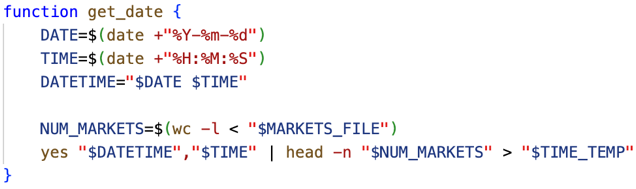 function get_date {
    DATE=$(date +"%Y-%m-%d")
    TIME=$(date +"%H:%M:%S")
    DATETIME="$DATE $TIME"

    NUM_MARKETS=$(wc -l < "$MARKETS_FILE")
    yes "$DATETIME","$TIME" | head -n "$NUM_MARKETS" > "$TIME_TEMP"
}